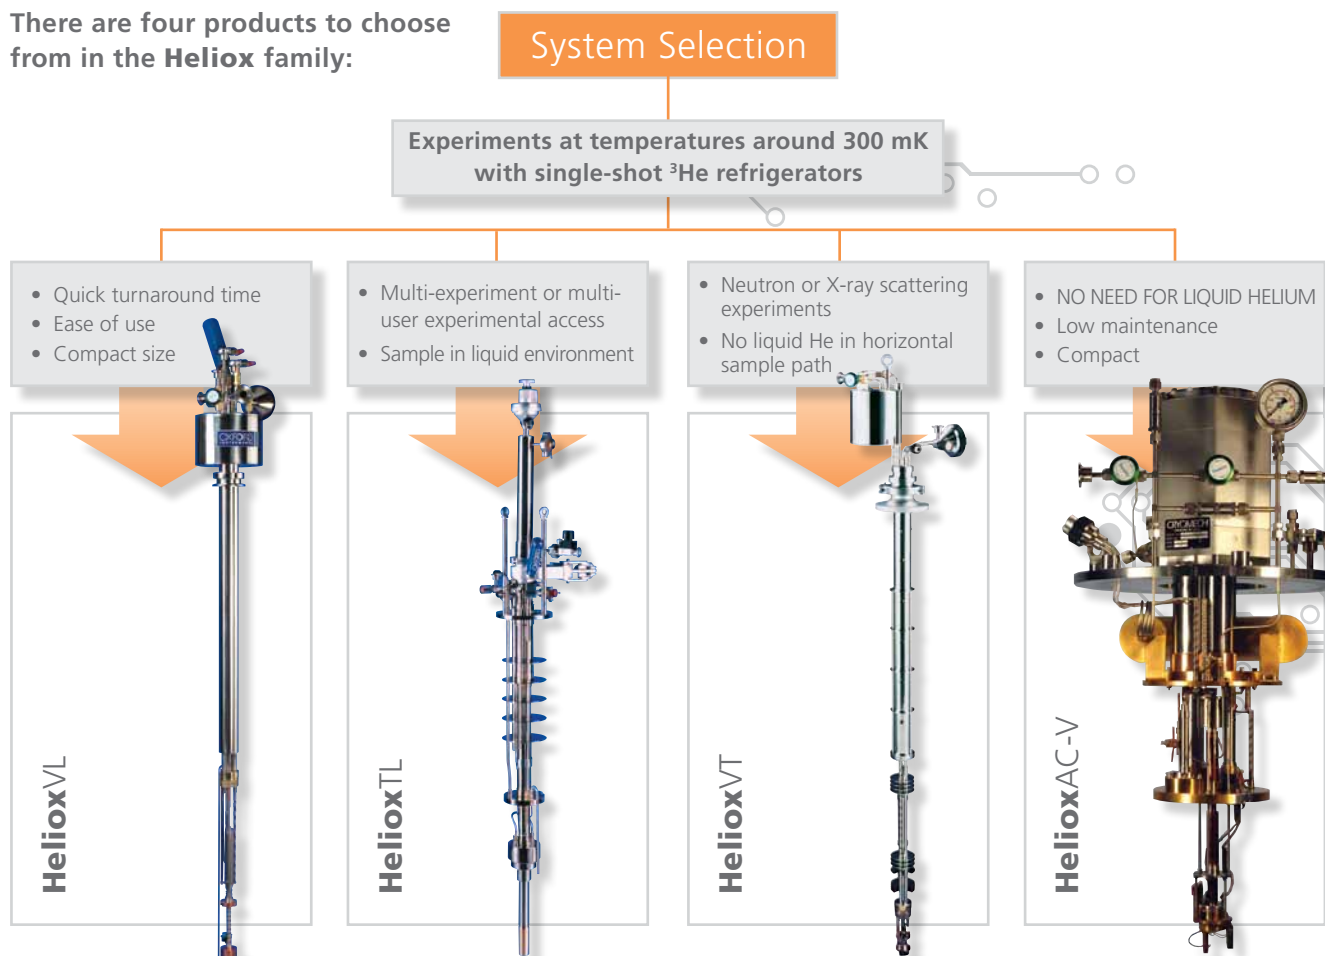 There are four products to choose
from in the Heliox family:
System Selection
Experiments at temperatures around 300 mK
with single-shot ³He refrigerators
• Quick turnaround time
• Ease of use
• Compact size
• Multi-experiment or multi-
user experimental access
• Sample in liquid environment
• Neutron or X-ray scattering
experiments
• No liquid He in horizontal
sample path
• NO NEED FOR LIQUID HELIUM
• Low maintenance
• Compact
OXFORD
CRYOMECH
HelioxVL
HelioxTL
HelioxVT
HelioxAC-V